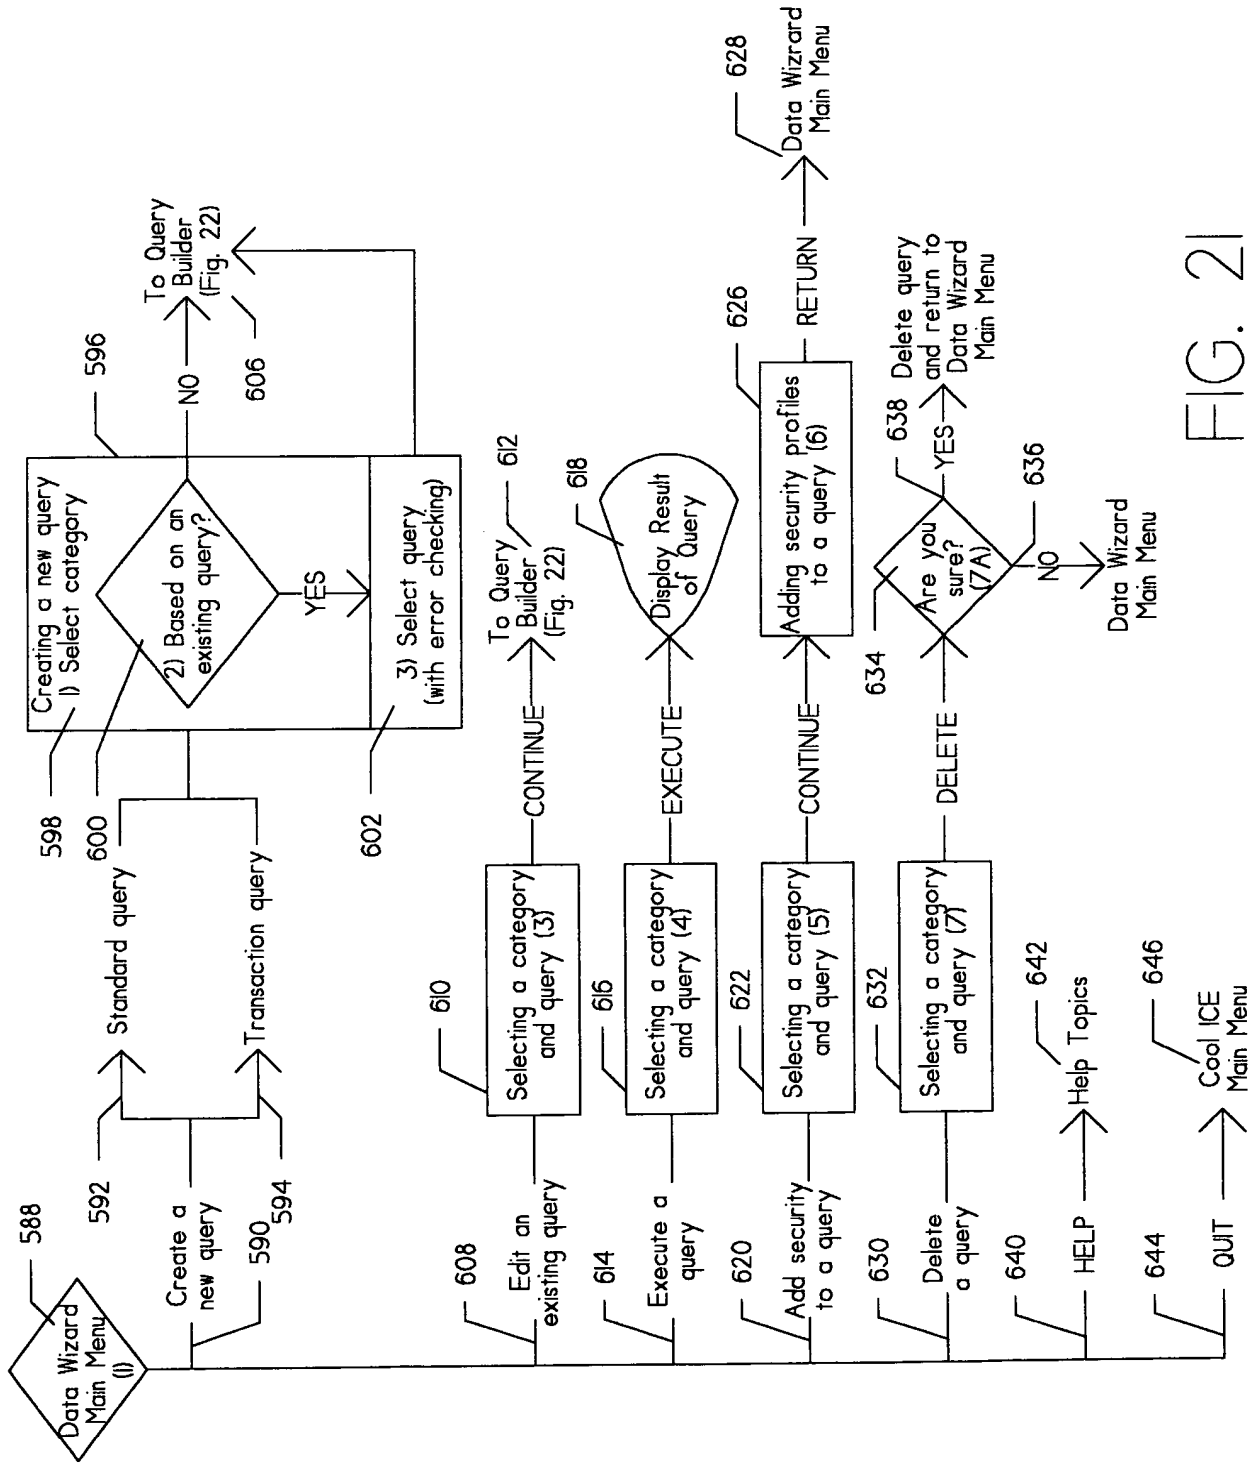 588
Data Wizard
Main Menu
(1)
Create a
new query
590
592
Standard query
594
Transaction query
596
Creating a new query
1) Select category
598
2) Based on an
existing query?
600
NO
YES
3) Select query
(with error checking)
602
To Query
Builder
(Fig. 22)
606
608
Edit an
existing query
610
Selecting a category
and query (3)
CONTINUE
To Query
Builder
(Fig. 22)
612
614
Execute a
query
616
Selecting a category
and query (4)
EXECUTE
618
Display Result
of Query
620
Add security
to a query
622
Selecting a category
and query (5)
CONTINUE
626
Adding security profiles
to a query (6)
RETURN
628
Data Wizrard
Main Menu
630
Delete
a query
632
Selecting a category
and query (7)
DELETE
634
Are you
sure?
(7A)
638
YES
Delete query
and return to
Data Wizard
Main Menu
636
NO
Data Wizard
Main Menu
640
HELP
642
Help Topics
644
QUIT
646
Cool ICE
Main Menu
FIG. 21